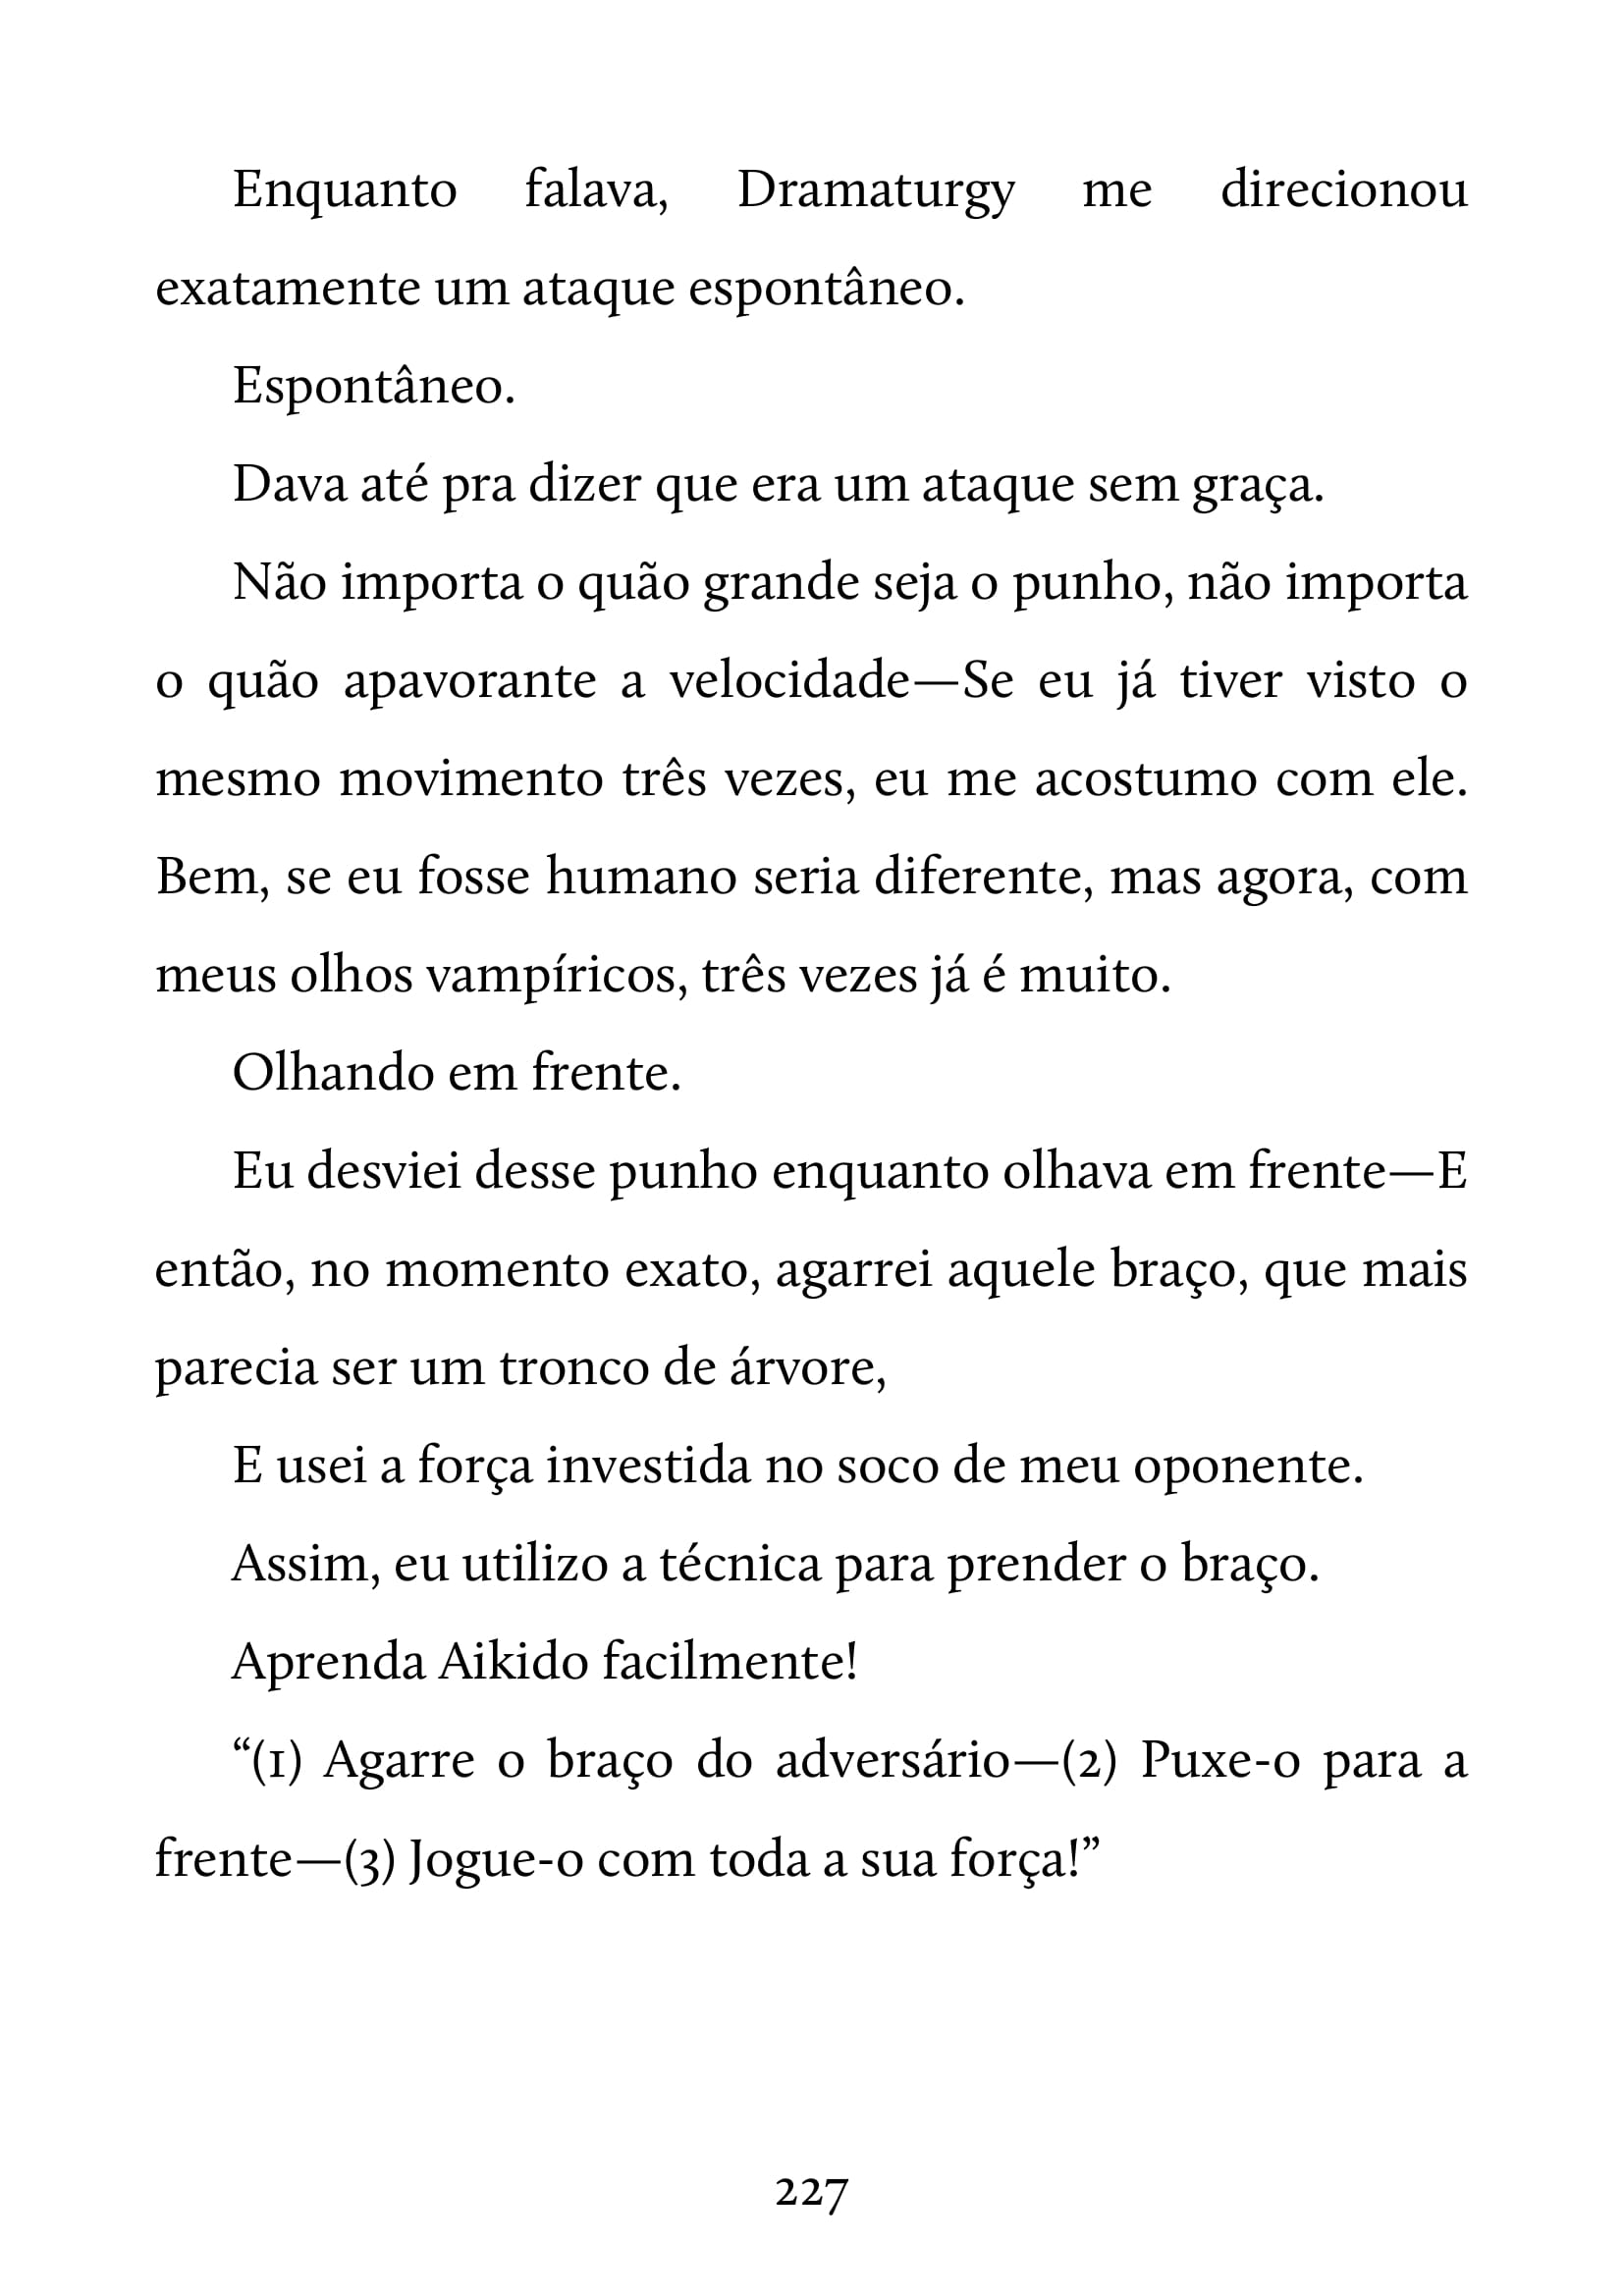 Enquanto falava, Dramaturgy me direcionou
exatamente um ataque espontâneo.
Espontâneo.
Dava até pra dizer que era um ataque sem graça.
Não importa o quão grande seja o punho, não importa
o quão apavorante a velocidade—Se eu já tiver visto o
mesmo movimento três vezes, eu me acostumo com ele.
Bem, se eu fosse humano seria diferente, mas agora, com
meus olhos vampíricos, três vezes já é muito.
Olhando em frente.
Eu desviei desse punho enquanto olhava em frente—E
então, no momento exato, agarrei aquele braço, que mais
parecia ser um tronco de árvore,
E usei a força investida no soco de meu oponente.
Assim, eu utilizo a técnica para prender o braço.
Aprenda Aikido facilmente!
“(1) Agarre o braço do adversário—(2) Puxe-o para a
frente—(3) Jogue-o com toda a sua força!”
227